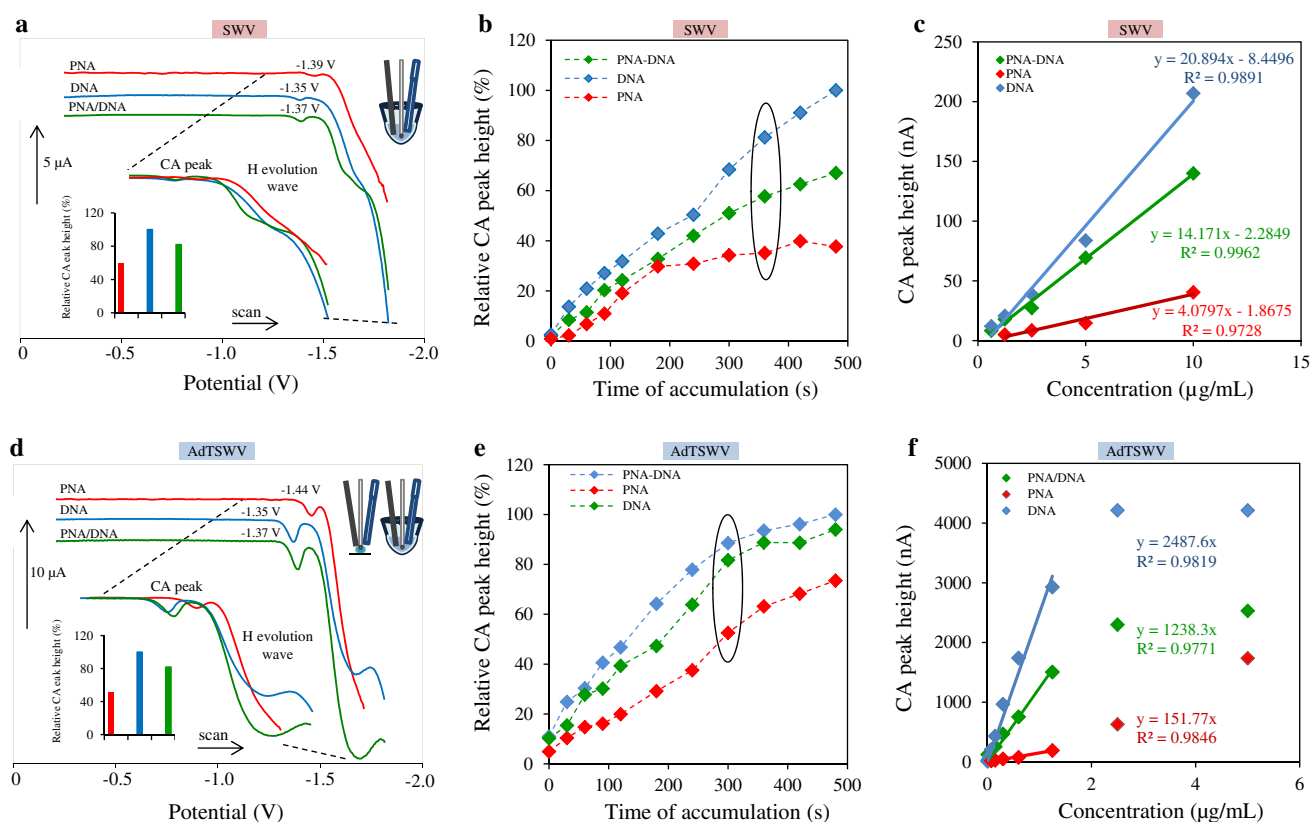 a
SWV
PNA
-1.39 V
DNA
-1.35 V
PNA/DNA
-1.37 V
5 µA
CA peak
H evolution
wave
Relative CA eak height (%)
120
80
40
0
scan
0
-0.5
-1.0
-1.5
-2.0
Potential (V)
b
SWV
Relative CA peak height (%)
120
100
80
60
40
20
0
PNA-DNA
DNA
PNA
0
100
200
300
400
500
Time of accumulation (s)
c
SWV
CA peak height (nA)
250
200
150
100
50
0
PNA-DNA
PNA
DNA
y = 20.894x - 8.4496
R² = 0.9891
y = 14.171x - 2.2849
R² = 0.9962
y = 4.0797x - 1.8675
R² = 0.9728
0
5
10
15
Concentration (µg/mL)
d
AdTSWV
PNA
-1.44 V
DNA
-1.35 V
PNA/DNA
-1.37 V
10 µA
CA peak
H evolution
wave
Relative CA eak height (%)
120
80
40
0
scan
0
-0.5
-1.0
-1.5
-2.0
Potential (V)
e
AdTSWV
Relative CA peak height (%)
120
100
80
60
40
20
0
PNA-DNA
PNA
DNA
0
100
200
300
400
500
Time of accumulation (s)
f
AdTSWV
CA peak height (nA)
5000
4000
3000
2000
1000
0
PNA/DNA
PNA
DNA
y = 2487.6x
R² = 0.9819
y = 1238.3x
R² = 0.9771
y = 151.77x
R² = 0.9846
0
2
4
6
Concentration (µg/mL)